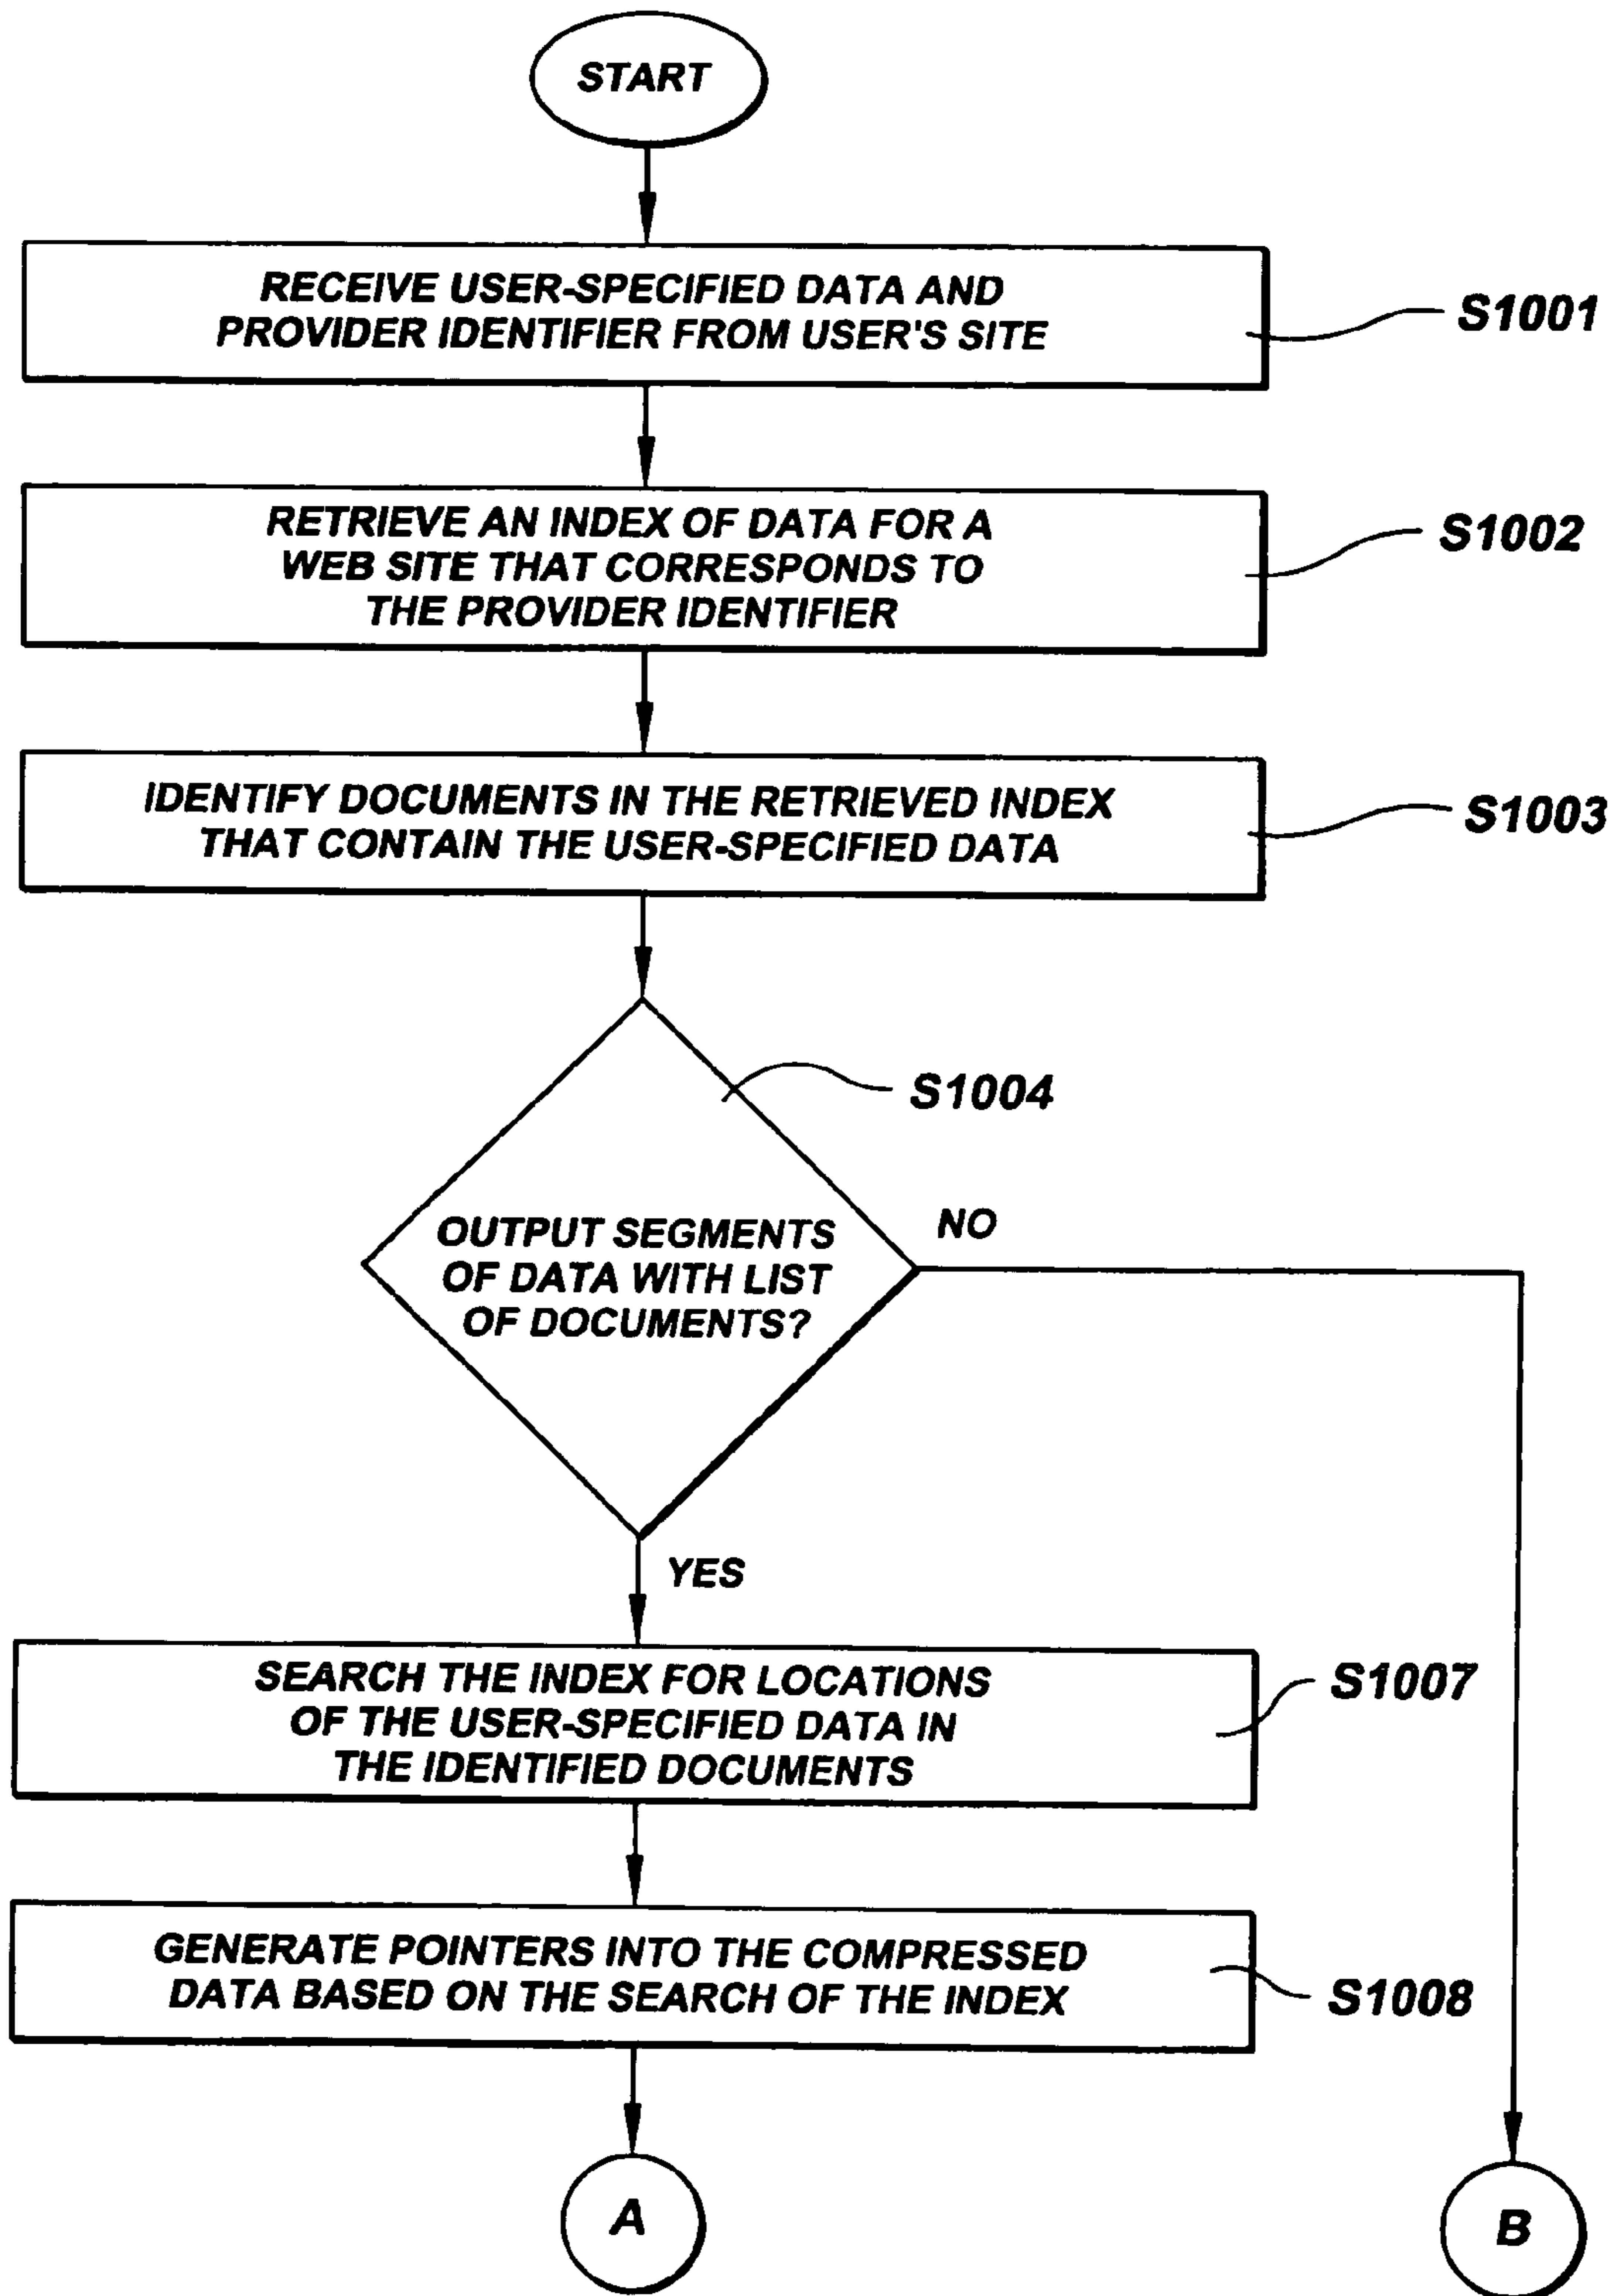 START
RECEIVE USER-SPECIFIED DATA AND
PROVIDER IDENTIFIER FROM USER'S SITE
S1001
RETRIEVE AN INDEX OF DATA FOR A
WEB SITE THAT CORRESPONDS TO
THE PROVIDER IDENTIFIER
S1002
IDENTIFY DOCUMENTS IN THE RETRIEVED INDEX
THAT CONTAIN THE USER-SPECIFIED DATA
S1003
S1004
OUTPUT SEGMENTS
OF DATA WITH LIST
OF DOCUMENTS?
NO
YES
SEARCH THE INDEX FOR LOCATIONS
OF THE USER-SPECIFIED DATA IN
THE IDENTIFIED DOCUMENTS
S1007
GENERATE POINTERS INTO THE COMPRESSED
DATA BASED ON THE SEARCH OF THE INDEX
S1008
A
B